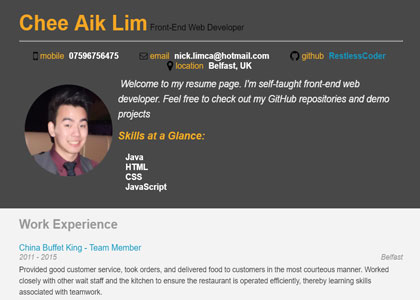 Chee Aik Lim Front-End Web Developer
mobile 07596756475 email nick.limca@hotmail.com github RestlessCoder
location Belfast, UK
Welcome to my resume page. I'm self-taught front-end web
developer. Feel free to check out my GitHub repositories and demo
projects
Skills at a Glance:
Java
HTML
CSS
JavaScript
Work Experience
China Buffet King - Team Member
2011 - 2015 Belfast
Provided good customer service, took orders, and delivered food to customers in the most courteous manner. Worked
closely with other wait staff and the kitchen to ensure the restaurant is operated efficiently, thereby learning skills
associated with teamwork.